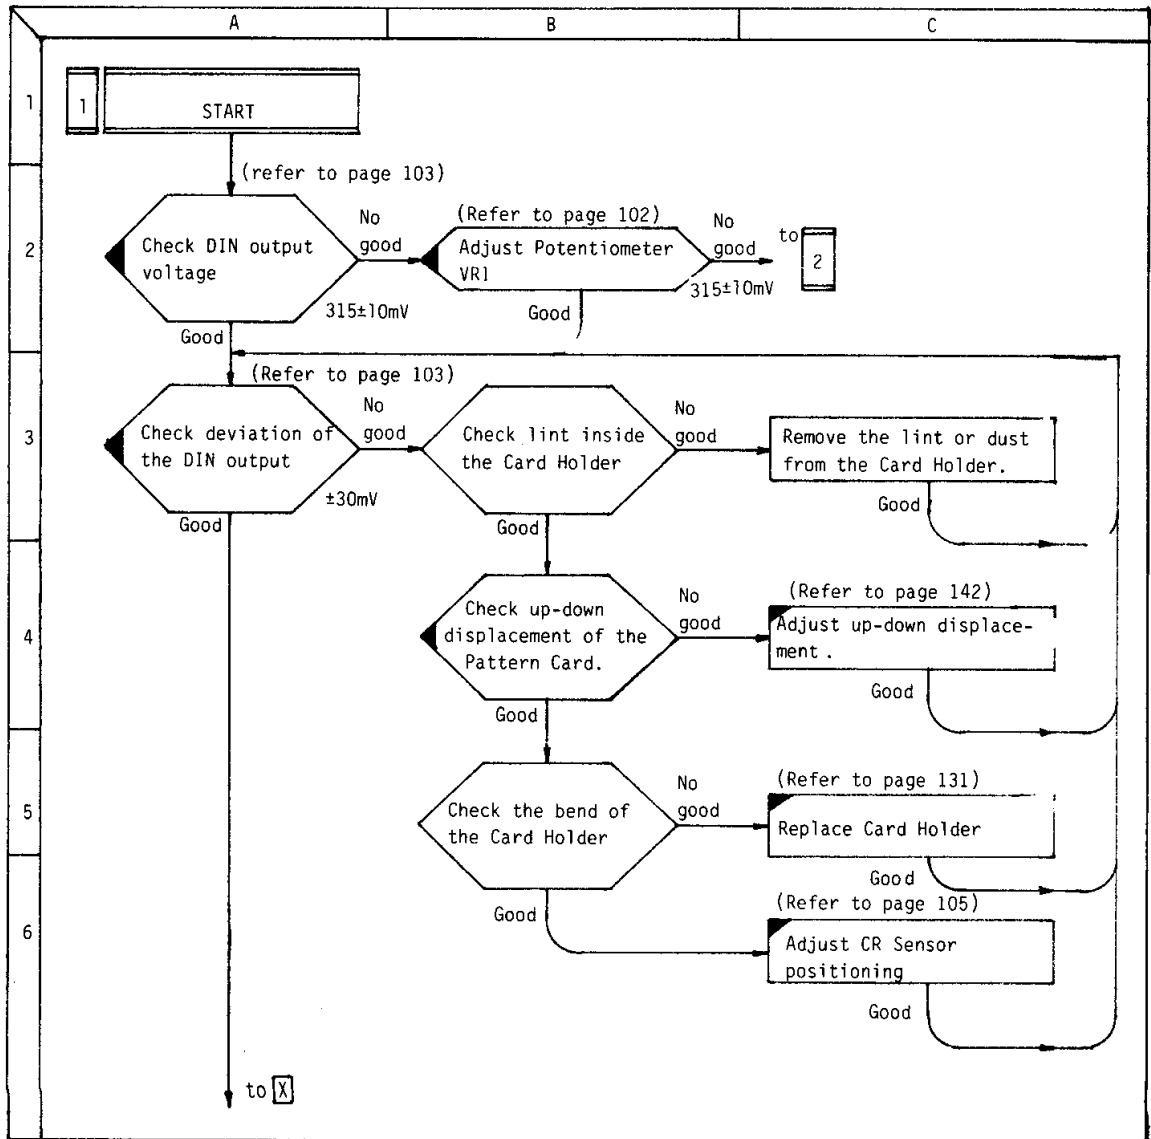 A B C
1
1
START
(refer to page 103)
2
Check DIN output
voltage
No
good
315±10mV
Good
(Refer to page 102)
Adjust Potentiometer
VR1
No
good
315±10mV
Good
to
2
3
(Refer to page 103)
Check deviation of
the DIN output
No
good
±30mV
Good
Check lint inside
the Card Holder
No
good
Good
Remove the lint or dust
from the Card Holder.
Good
4
Check up-down
displacement of the
Pattern Card.
No
good
Good
(Refer to page 142)
Adjust up-down displace-
ment.
Good
5
Check the bend of
the Card Holder
No
good
Good
(Refer to page 131)
Replace Card Holder
Good
6
(Refer to page 105)
Adjust CR Sensor
positioning
Good
to X